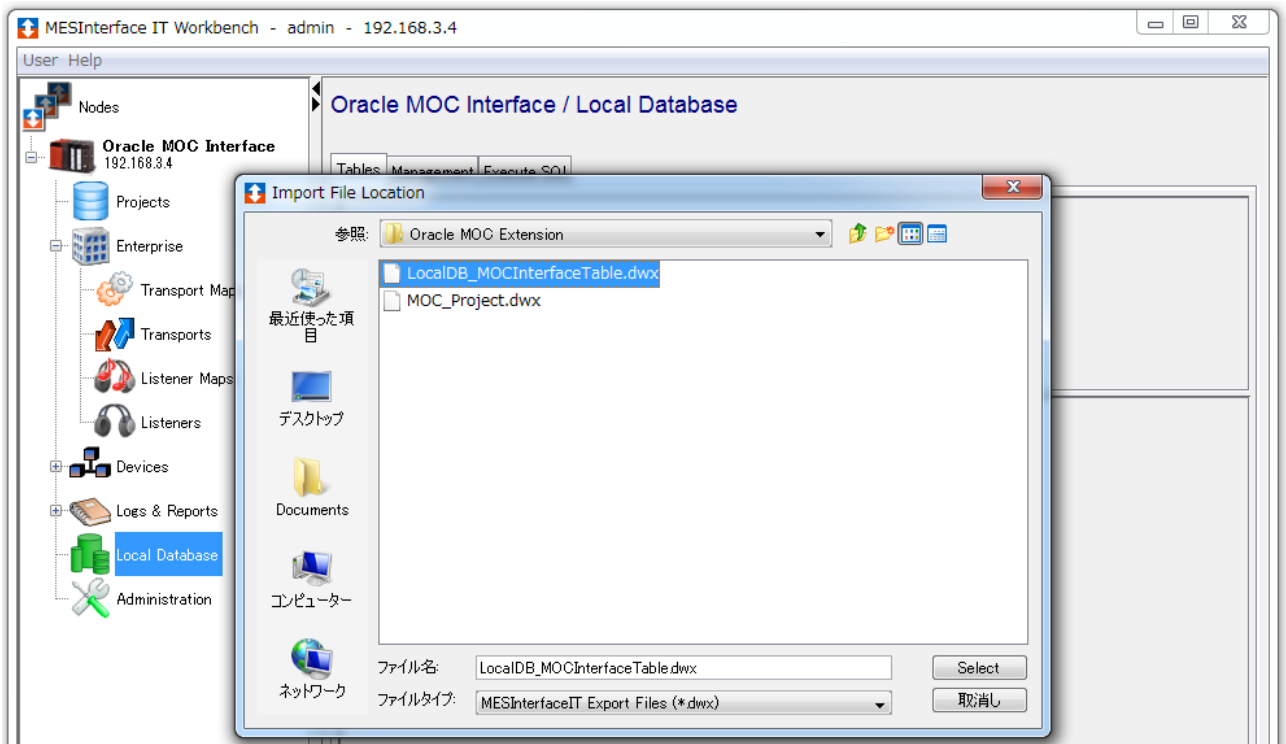 MESInterface IT Workbench - admin - 192.168.3.4
User Help
Nodes
Oracle MOC Interface
192.168.3.4
Projects
Enterprise
Transport Map
Transports
Listener Maps
Listeners
Devices
Logs & Reports
Local Database
Administration
Oracle MOC Interface / Local Database
Tables Management Execute SQL
Import File Location
参照: Oracle MOC Extension
最近使った項
目
デスクトップ
Documents
コンピューター
ネットワーク
LocalDB_MOCInterfaceTable.dwx
MOC_Project.dwx
ファイル名: LocalDB_MOCInterfaceTable.dwx Select
ファイルタイプ: MESInterfaceIT Export Files (*.dwx) 取消し